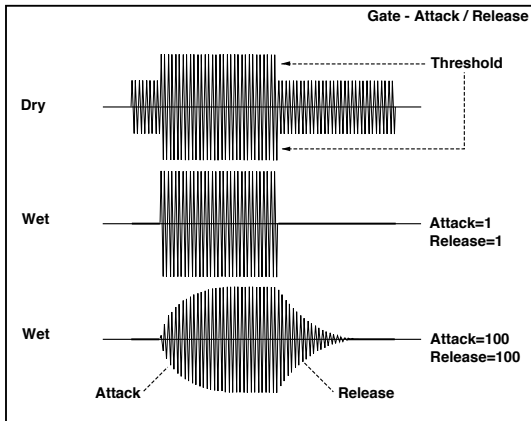 Gate - Attack / Release
Threshold
Dry
Wet
Attack=1
Release=1
Wet
Attack=100
Release=100
Attack
Release